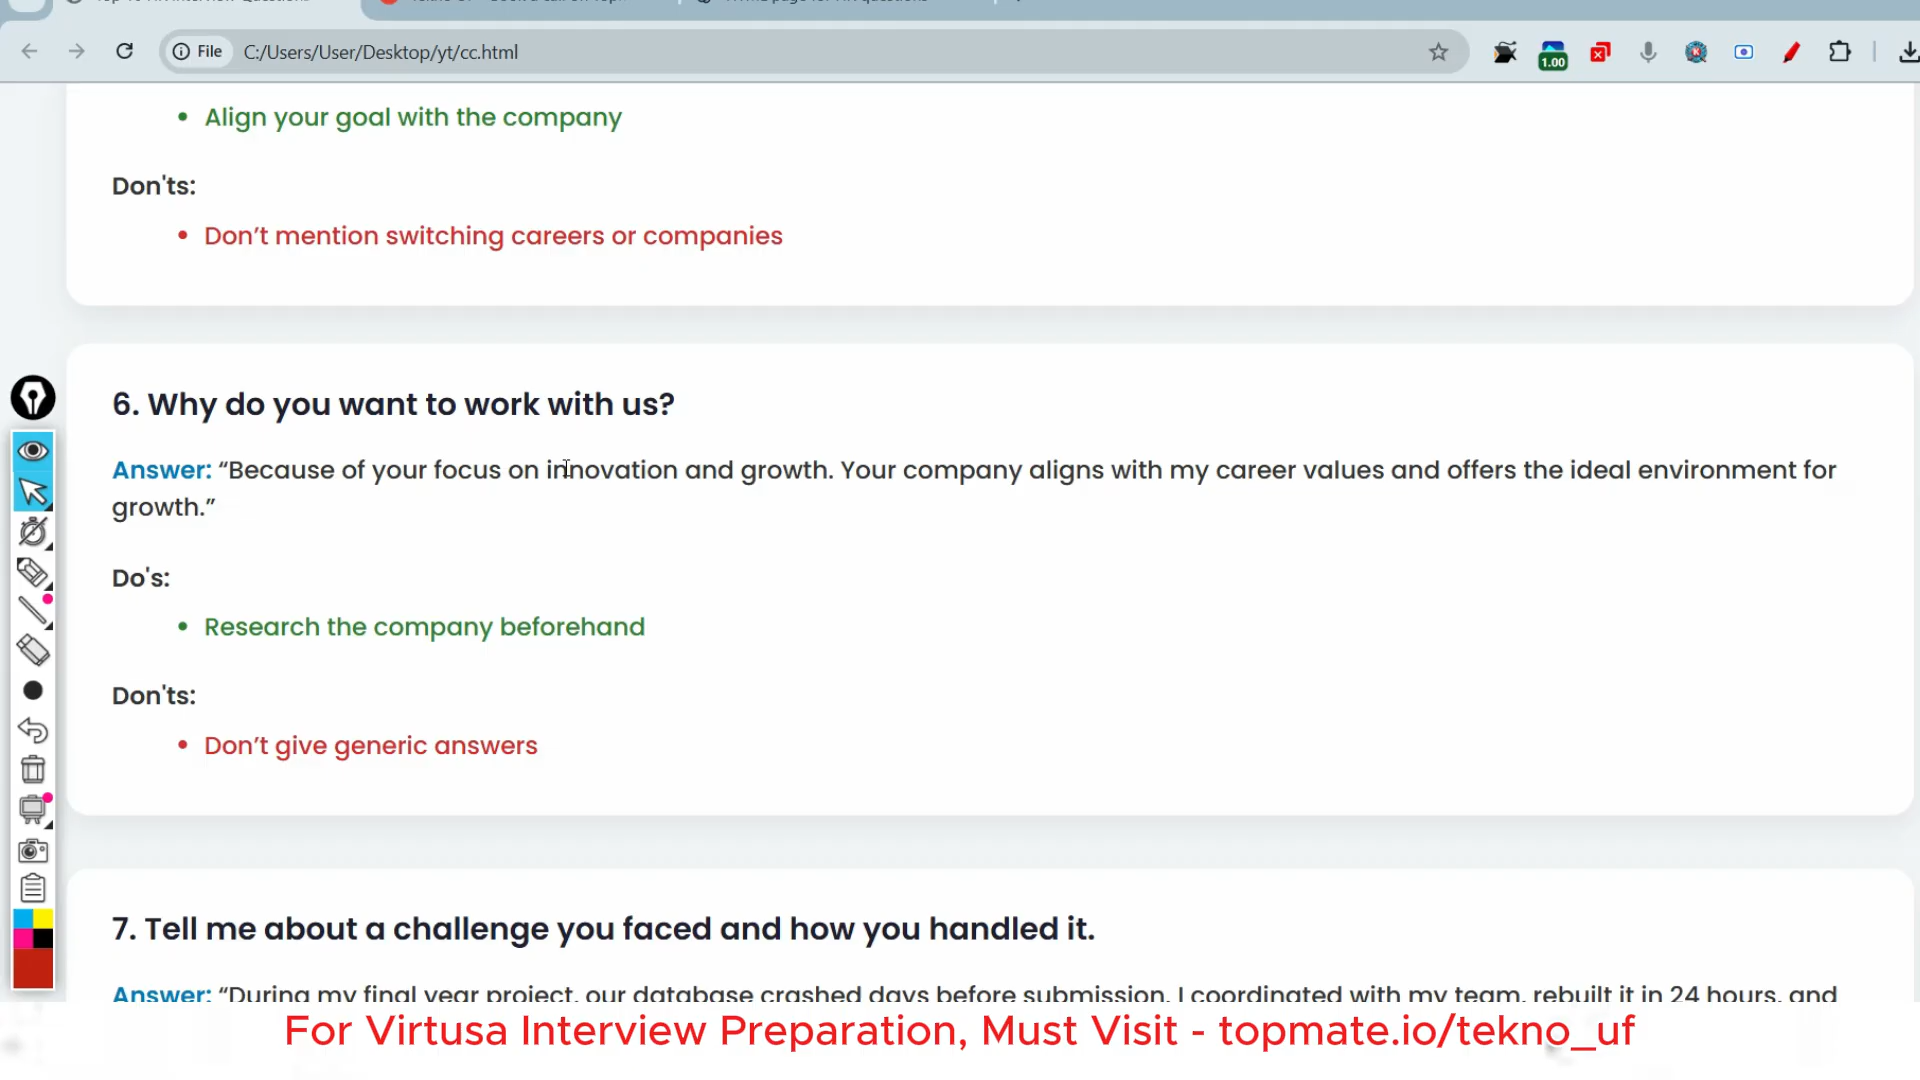 File
C:/Users/User/Desktop/yt/cc.html
1.00
• Align your goal with the company
Don'ts:
• Don’t mention switching careers or companies
6. Why do you want to work with us?
Answer: “Because of your focus on innovation and growth. Your company aligns with my career values and offers the ideal environment for
growth.”
Do's:
• Research the company beforehand
Don'ts:
• Don’t give generic answers
7. Tell me about a challenge you faced and how you handled it.
Answer: “During my final year project, our database crashed days before submission. I coordinated with my team, rebuilt it in 24 hours, and
For Virtusa Interview Preparation, Must Visit - topmate.io/tekno_uf